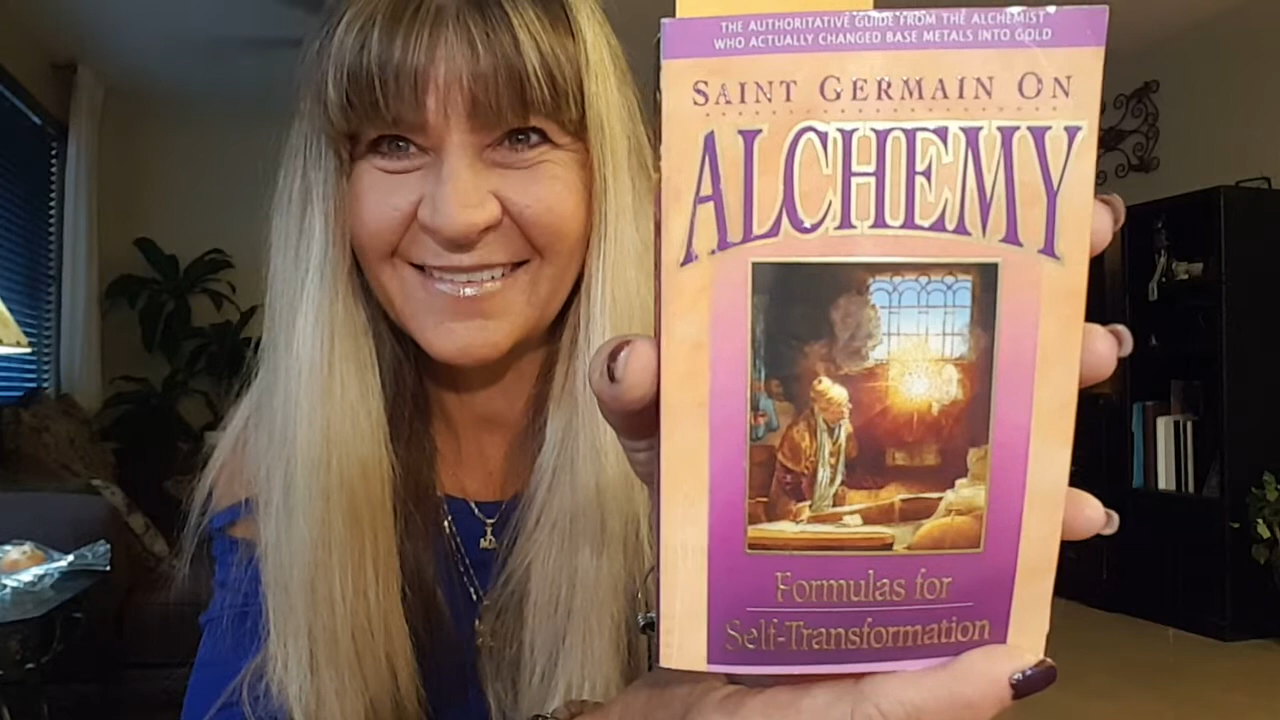 THE AUTHORITATIVE GUIDE FROM THE ALCHEMIST
WHO ACTUALLY CHANGED BASE METALS INTO GOLD
SAINT GERMAIN ON
ALCHEMY
Formulas for
Self-Transformation